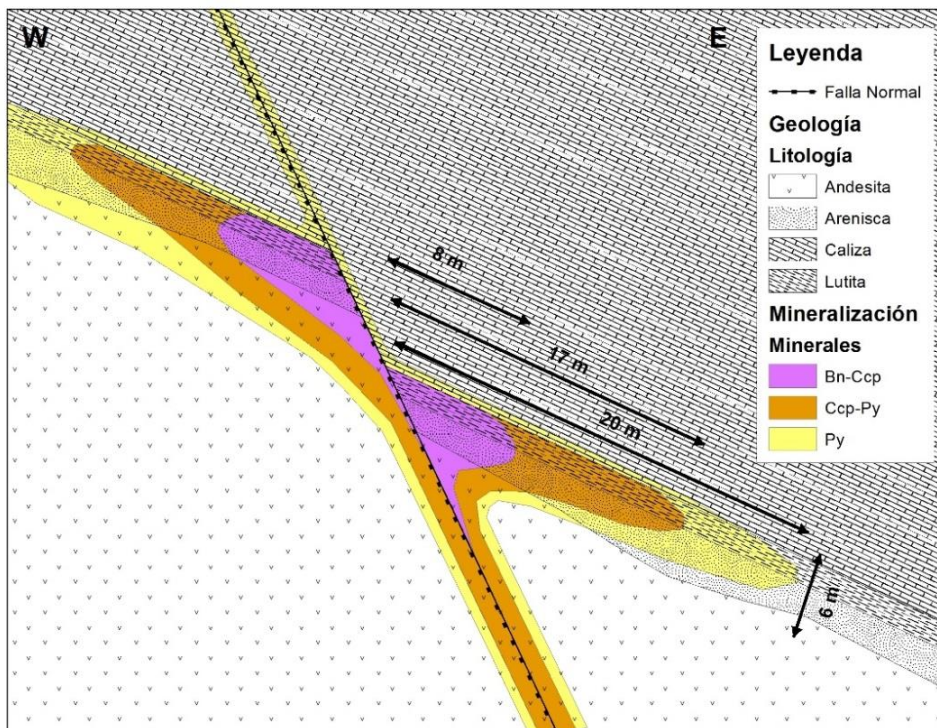 W
E
Leyenda
Falla Normal
Geología
Litología
Andesita
Arenisca
Caliza
Lutita
Mineralización
Minerales
Bn-Ccp
Ccp-Py
Py
8 m
17 m
20 m
6 m